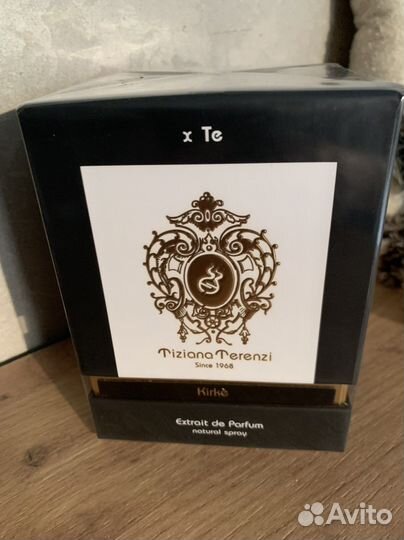 x Te
Tiziana Terenzi
Since 1968
Kirkè
Extrait de Parfum
natural spray
Avito